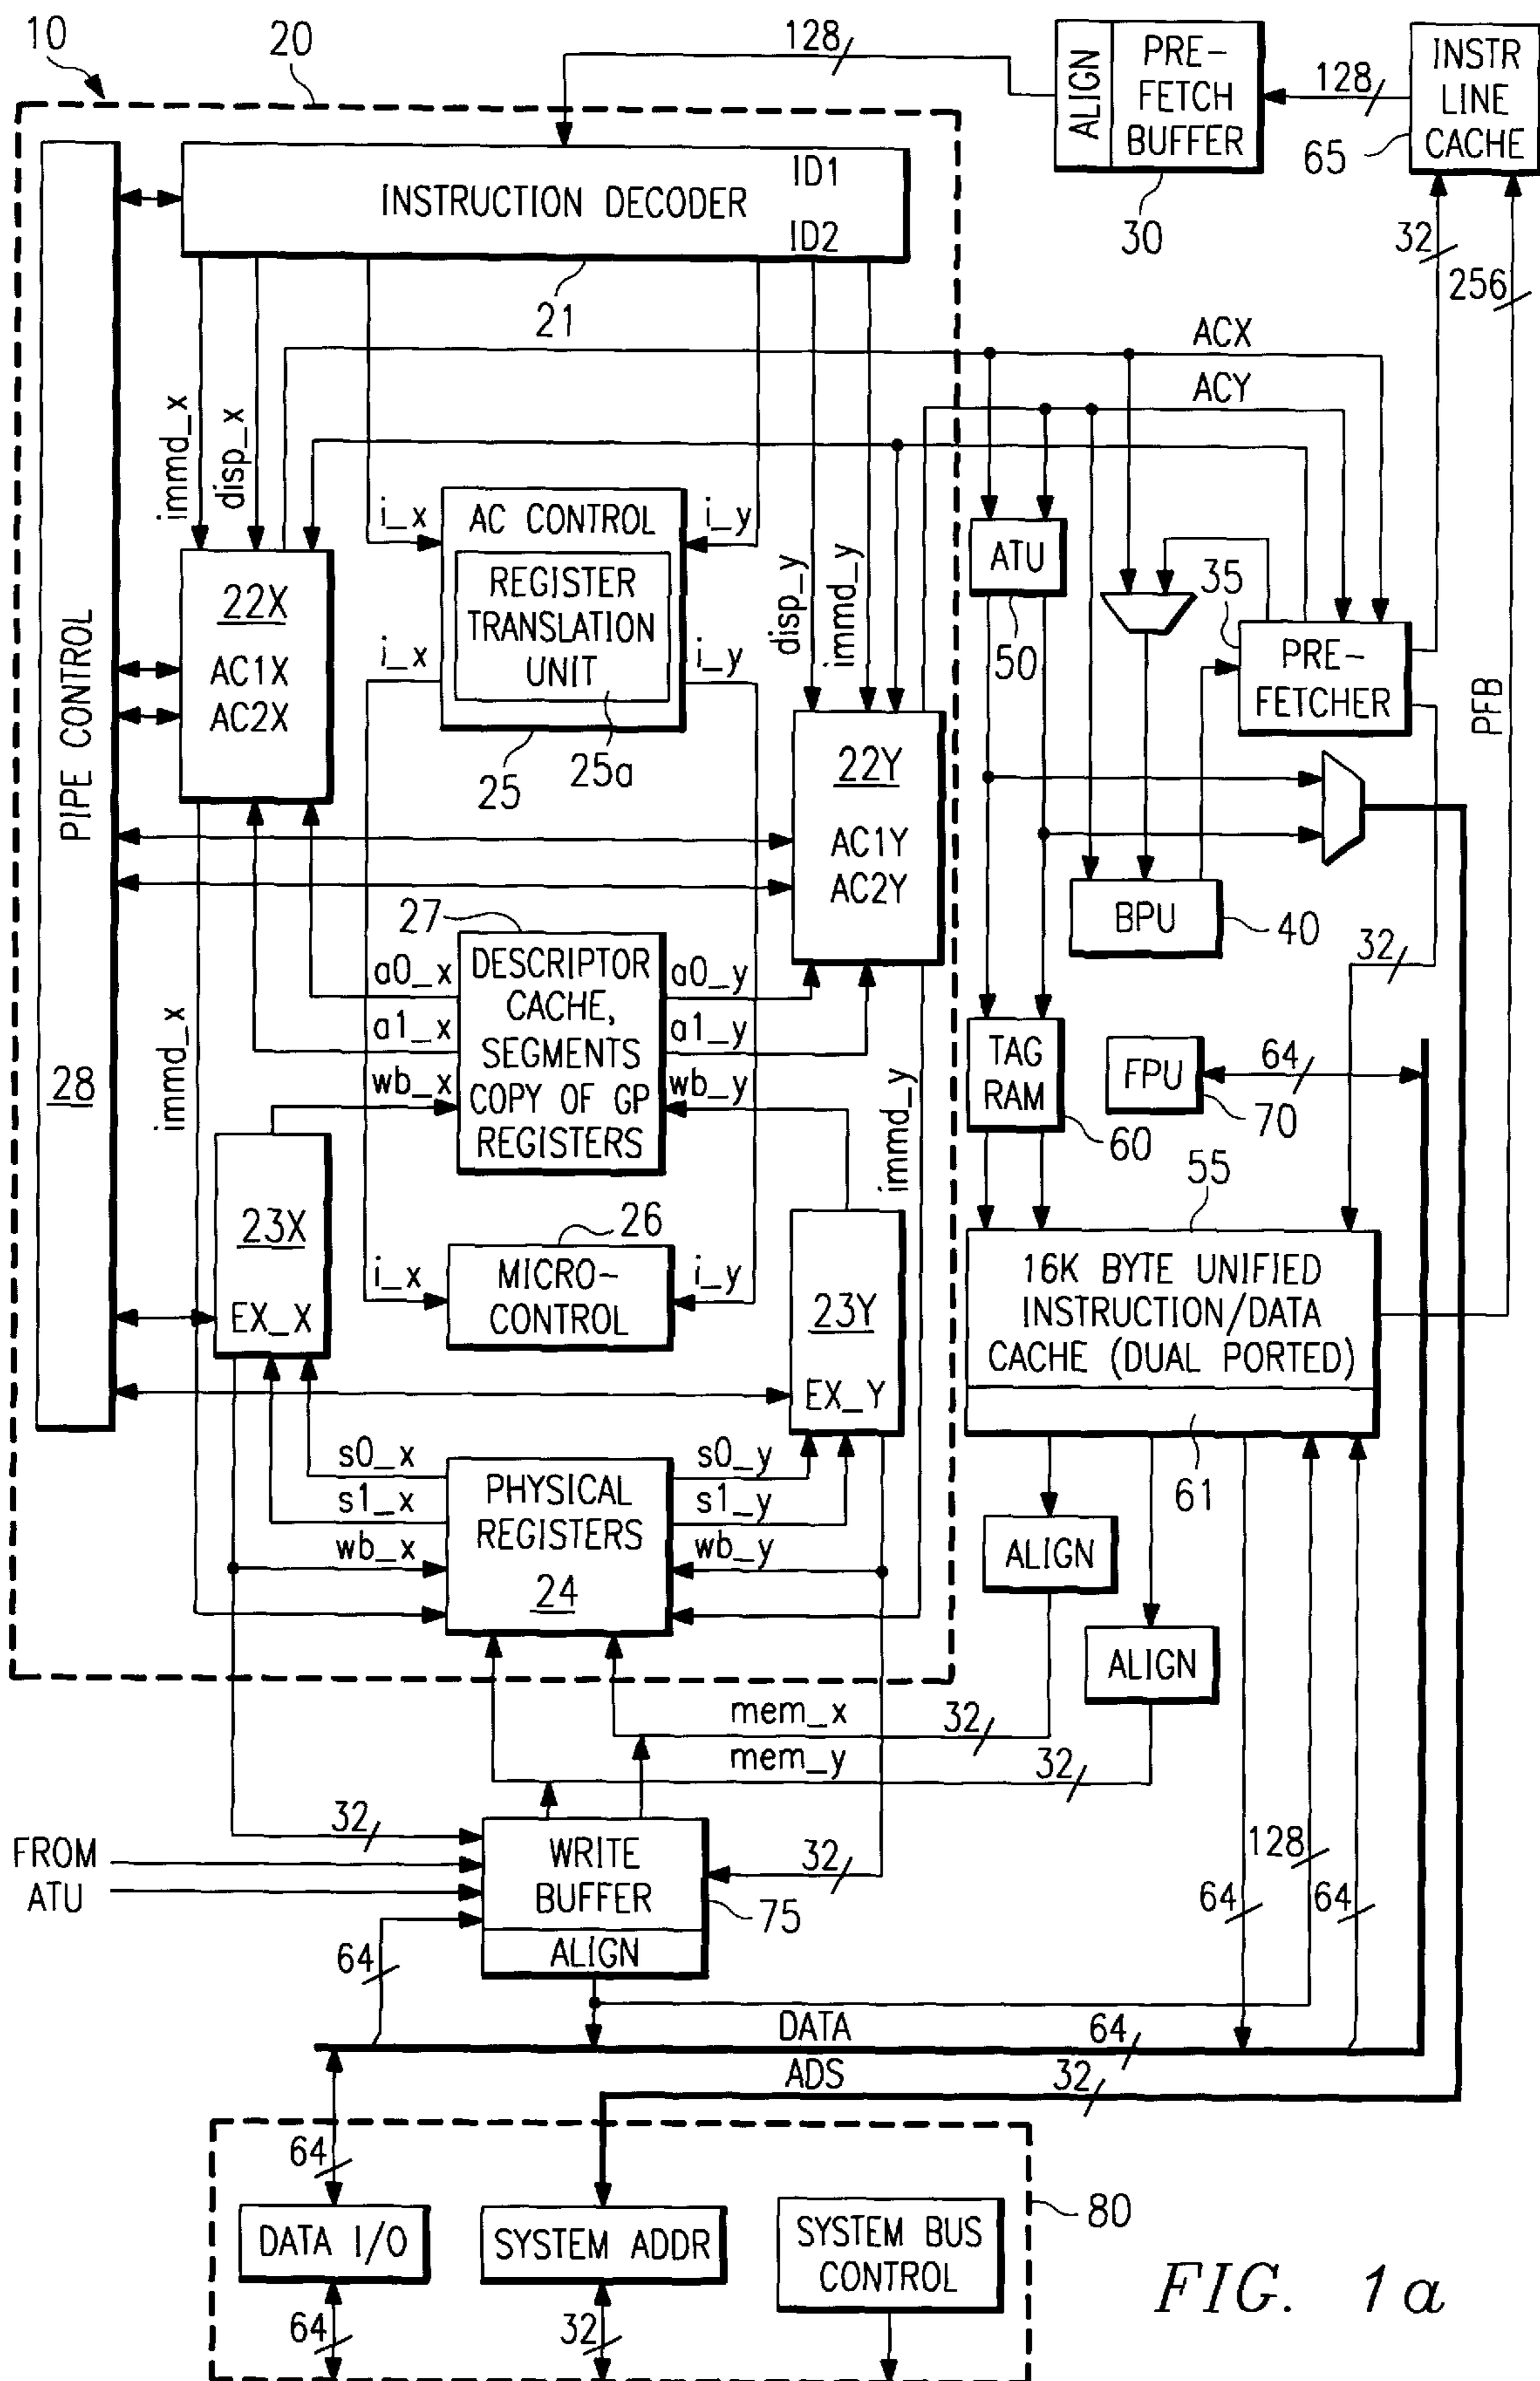 10
20
128
ALIGN
PRE-
FETCH
BUFFER
30
128
INSTR
LINE
CACHE
65
32
256
PFB
PIPE CONTROL
28
INSTRUCTION DECODER
ID1
ID2
21
immd_x
disp_x
ACX
ACY
i_x
AC CONTROL
i_y
REGISTER
TRANSLATION
UNIT
i_x
i_y
25
25a
disp_y
immd_y
22X
AC1X
AC2X
22Y
AC1Y
AC2Y
ATU
50
35
PRE-
FETCHER
BPU
40
32
27
DESCRIPTOR
CACHE,
SEGMENTS
COPY OF GP
REGISTERS
a0_x
a1_x
wb_x
a0_y
a1_y
wb_y
immd_x
immd_y
TAG
RAM
60
FPU
70
64
23X
EX_X
26
MICRO-
CONTROL
i_x
i_y
23Y
EX_Y
55
16K BYTE UNIFIED
INSTRUCTION/DATA
CACHE (DUAL PORTED)
61
s0_x
s1_x
wb_x
PHYSICAL
REGISTERS
24
s0_y
s1_y
wb_y
ALIGN
ALIGN
mem_x
32
mem_y
32
FROM
ATU
32
WRITE
BUFFER
ALIGN
75
32
64
128
64
64
DATA
64
ADS
32
64
DATA I/O
64
SYSTEM ADDR
32
SYSTEM BUS
CONTROL
80
FIG. 1a